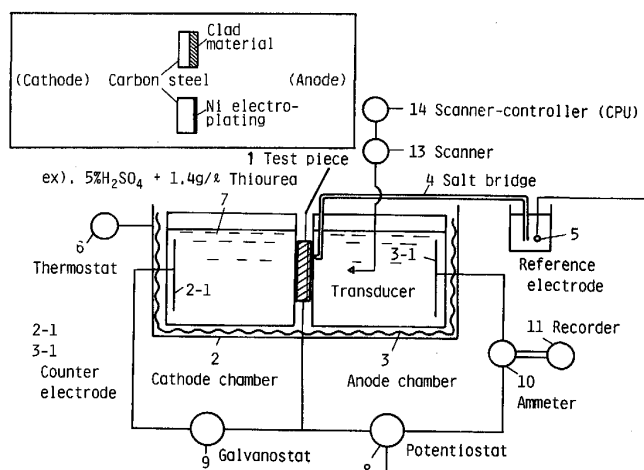 Clad
material
(Cathode) Carbon steel (Anode)
Ni electro-
plating
14 Scanner-controller (CPU)
13 Scanner
1 Test piece
ex). 5%H₂SO₄ + 1.4g/ℓ Thiourea
4 Salt bridge
7
6
Thermostat
5
Reference
electrode
2-1
3-1
Transducer
2-1
3-1
Counter
electrode
2
Cathode chamber
3
Anode chamber
11 Recorder
10
Ammeter
9
Galvanostat
8
Potentiostat